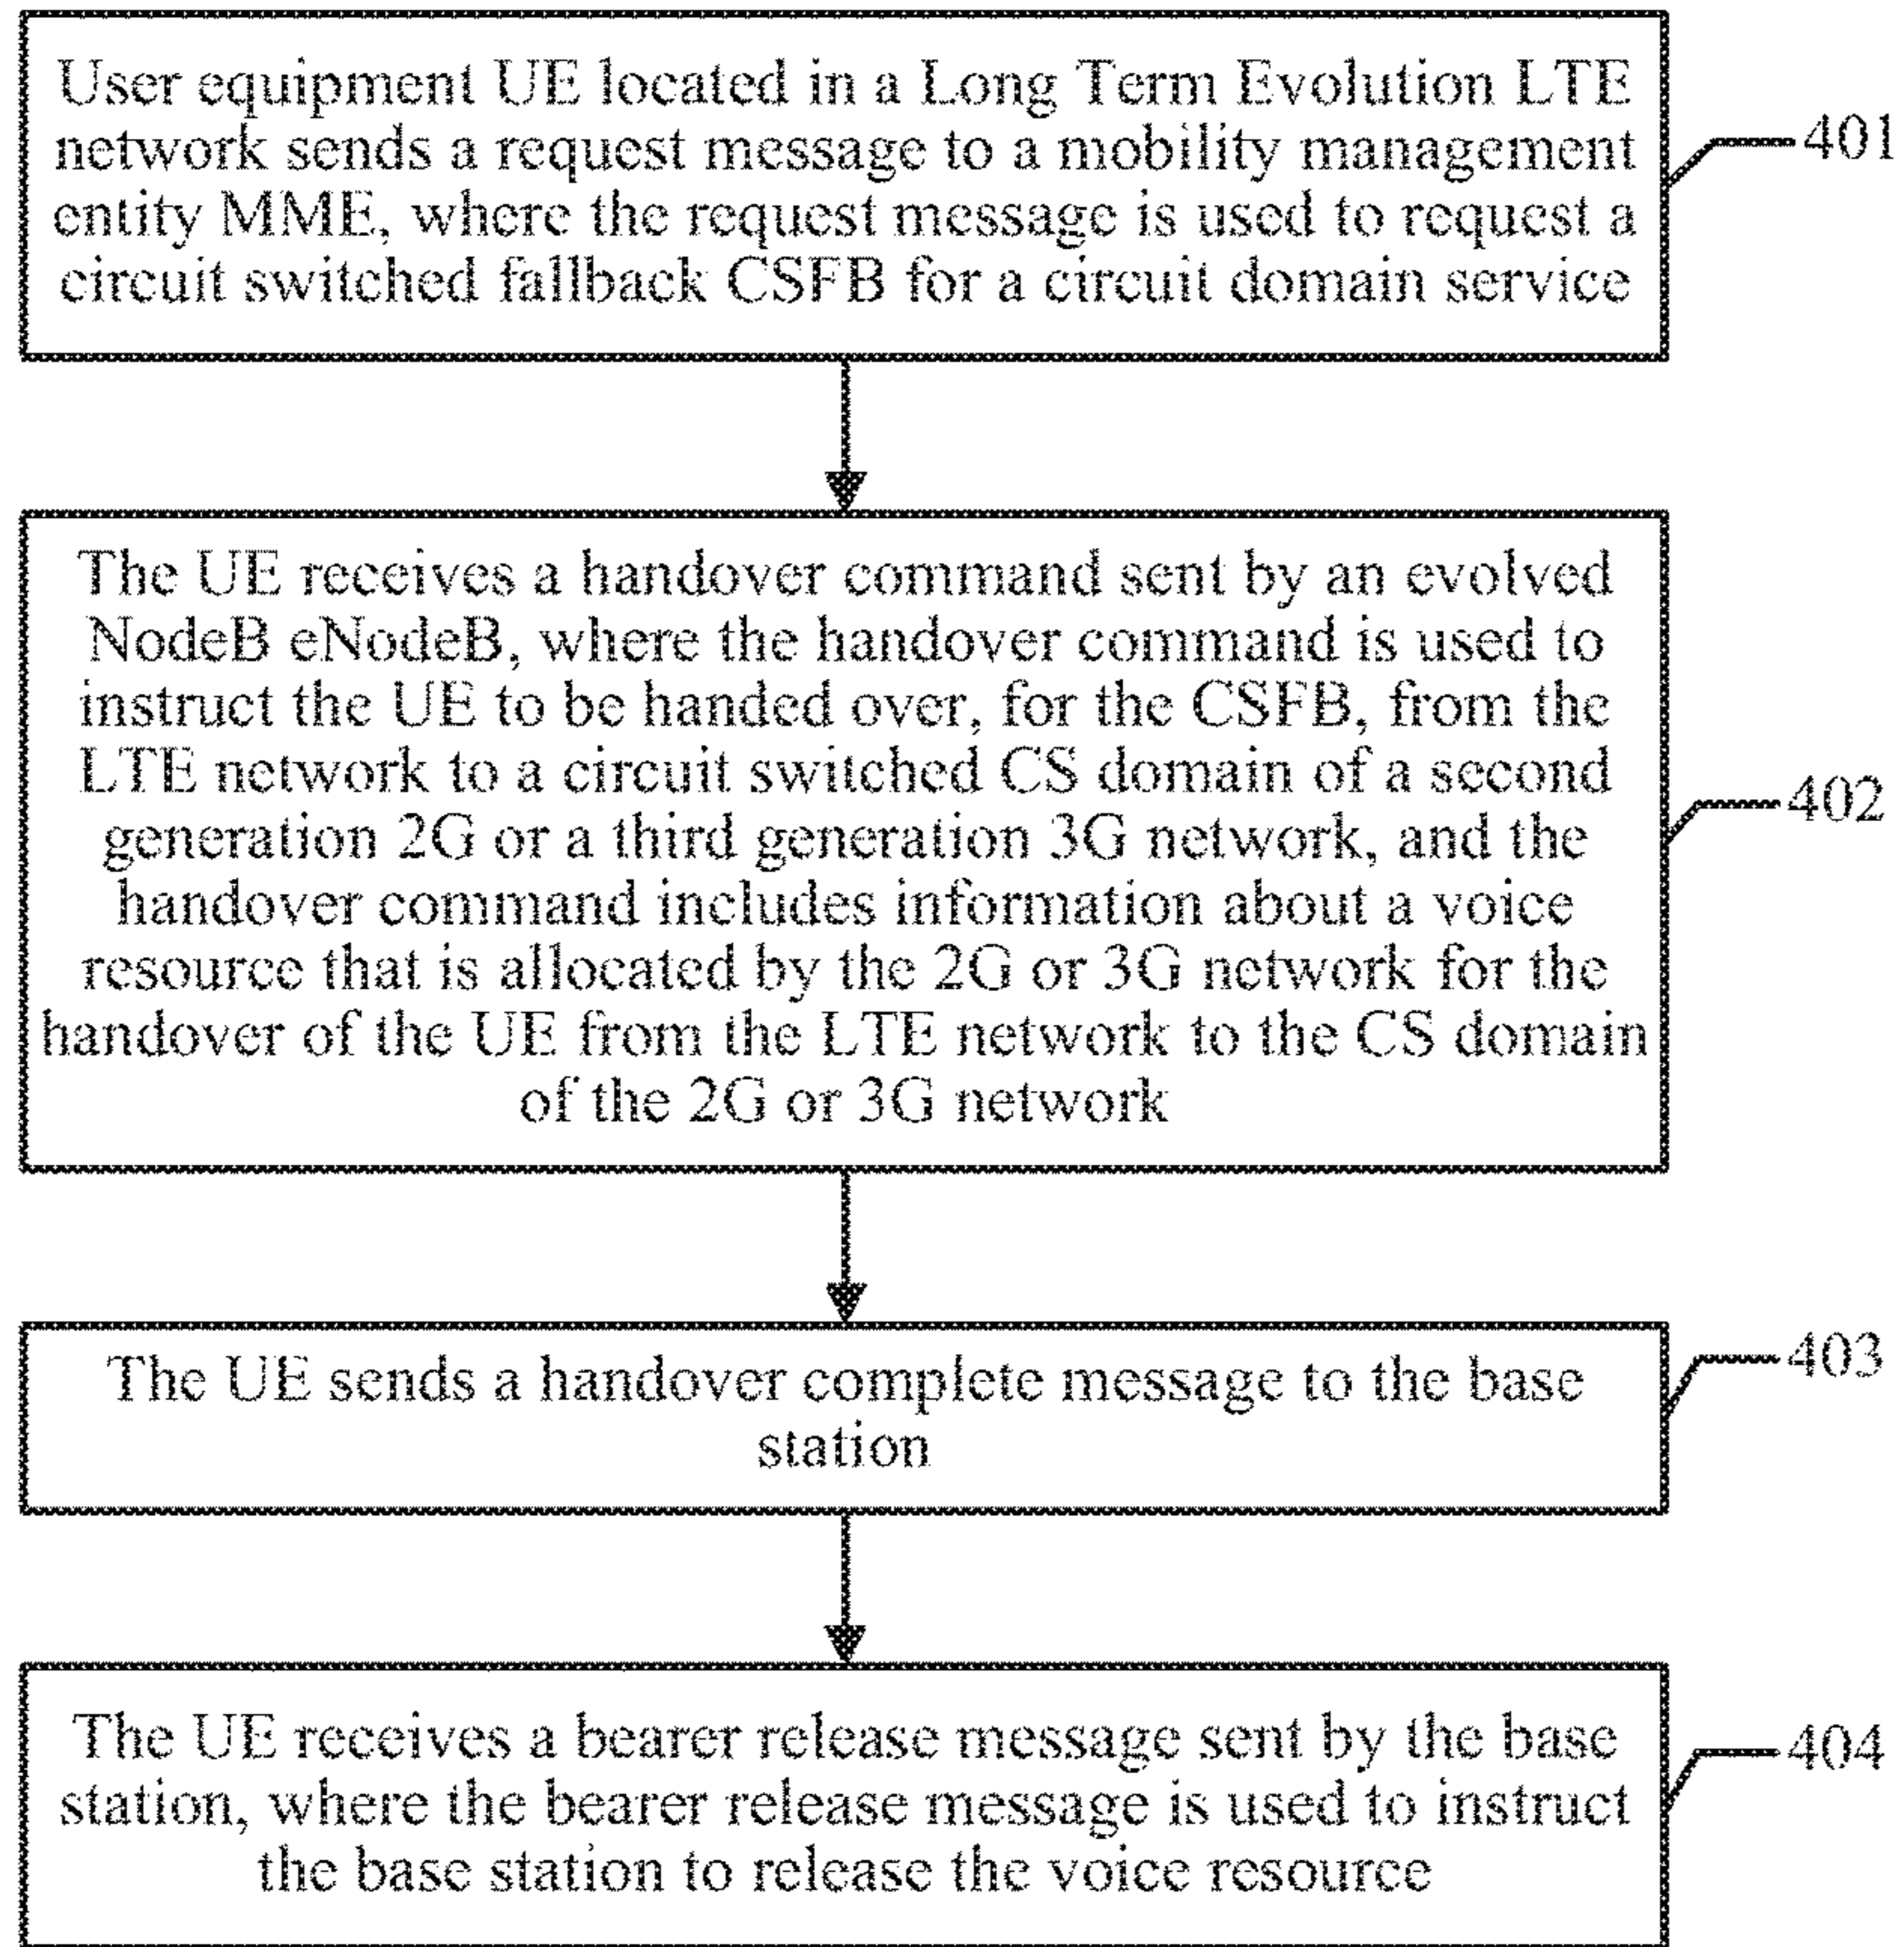 User equipment UE located in a Long Term Evolution LTE
network sends a request message to a mobility management
entity MME, where the request message is used to request a
circuit switched fallback CSFB for a circuit domain service
401
The UE receives a handover command sent by an evolved
NodeB eNodeB, where the handover command is used to
instruct the UE to be handed over, for the CSFB, from the
LTE network to a circuit switched CS domain of a second
generation 2G or a third generation 3G network, and the
handover command includes information about a voice
resource that is allocated by the 2G or 3G network for the
handover of the UE from the LTE network to the CS domain
of the 2G or 3G network
402
The UE sends a handover complete message to the base
station
403
The UE receives a bearer release message sent by the base
station, where the bearer release message is used to instruct
the base station to release the voice resource
404